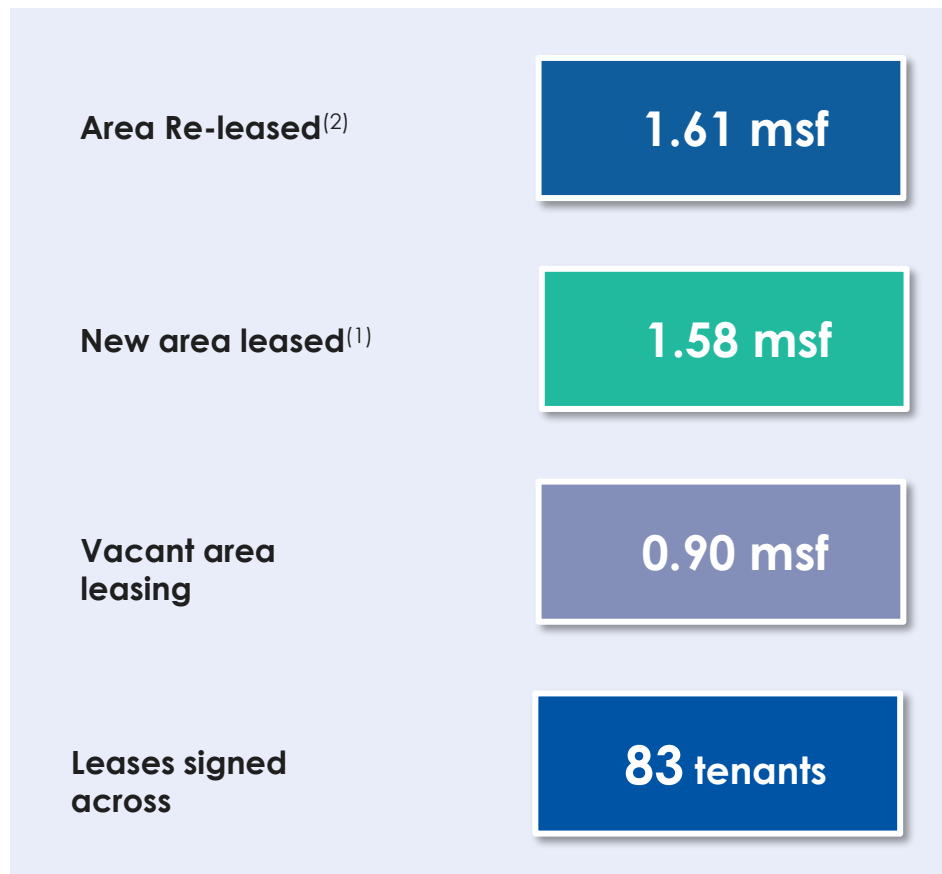 Area Re-leased(2)
1.61 msf
New area leased(1)
1.58 msf
Vacant area
leasing
0.90 msf
Leases signed
across
83 tenants